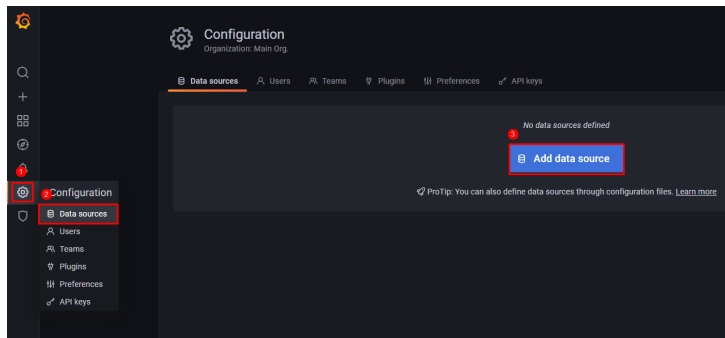 Configuration
Organization: Main Org.
Data sources
Users
Teams
Plugins
Preferences
API keys
No data sources defined
3
Add data source
ProTip: You can also define data sources through configuration files. Learn more
1
2
Configuration
Data sources
Users
Teams
Plugins
Preferences
API keys